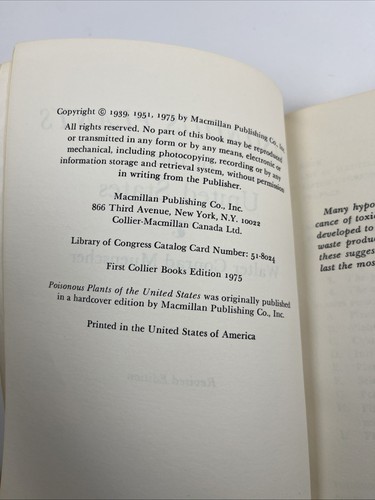 Copyright © 1939, 1951, 1975 by Macmillan Publishing Co., Inc.
All rights reserved. No part of this book may be reproduced
or transmitted in any form or by any means, electronic or
mechanical, including photocopying, recording or by any
information storage and retrieval system, without permission
in writing from the Publisher.
Macmillan Publishing Co., Inc.
866 Third Avenue, New York, N.Y. 10022
Collier-Macmillan Canada Ltd.
Library of Congress Catalog Card Number: 51-8024
First Collier Books Edition 1975
Poisonous Plants of the United States was originally published
in a hardcover edition by Macmillan Publishing Co., Inc.
Printed in the United States of America
Many hypo
cance of toxi
developed to
waste produc
these sugges
last the mos